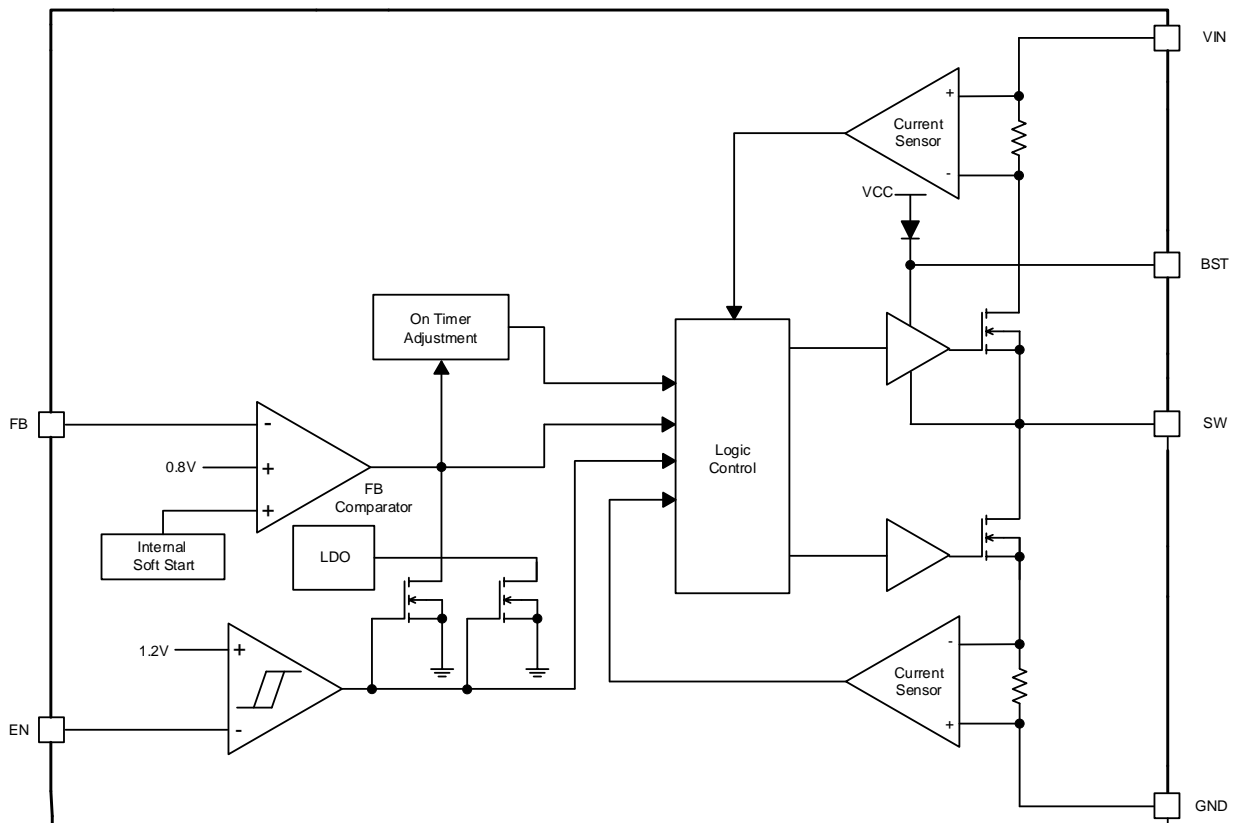 VIN
+
Current
Sensor
-
VCC
BST
On Timer
Adjustment
FB
-
SW
0.8V
+
Logic
Control
FB
Comparator
+
Internal
Soft Start
LDO
1.2V
+
-
Current
Sensor
EN
-
+
GND